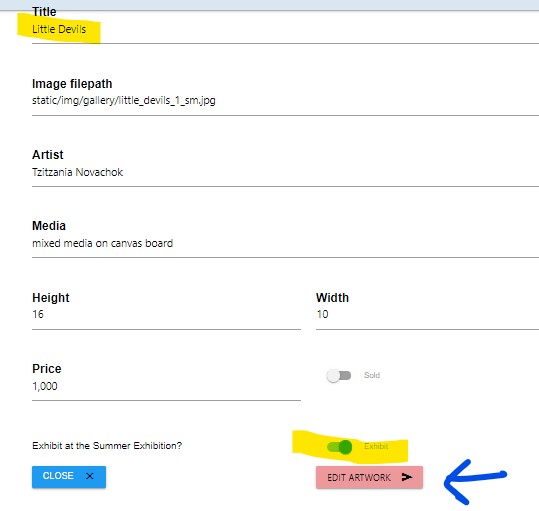 Title
Little Devils
Image filepath
static/img/gallery/little_devils_1_sm.jpg
Artist
Tzitzania Novachok
Media
mixed media on canvas board
Height
Width
16
10
Price
Sold
1,000
Exhibit at the Summer Exhibition?
Exhibit
CLOSE
EDIT ARTWORK